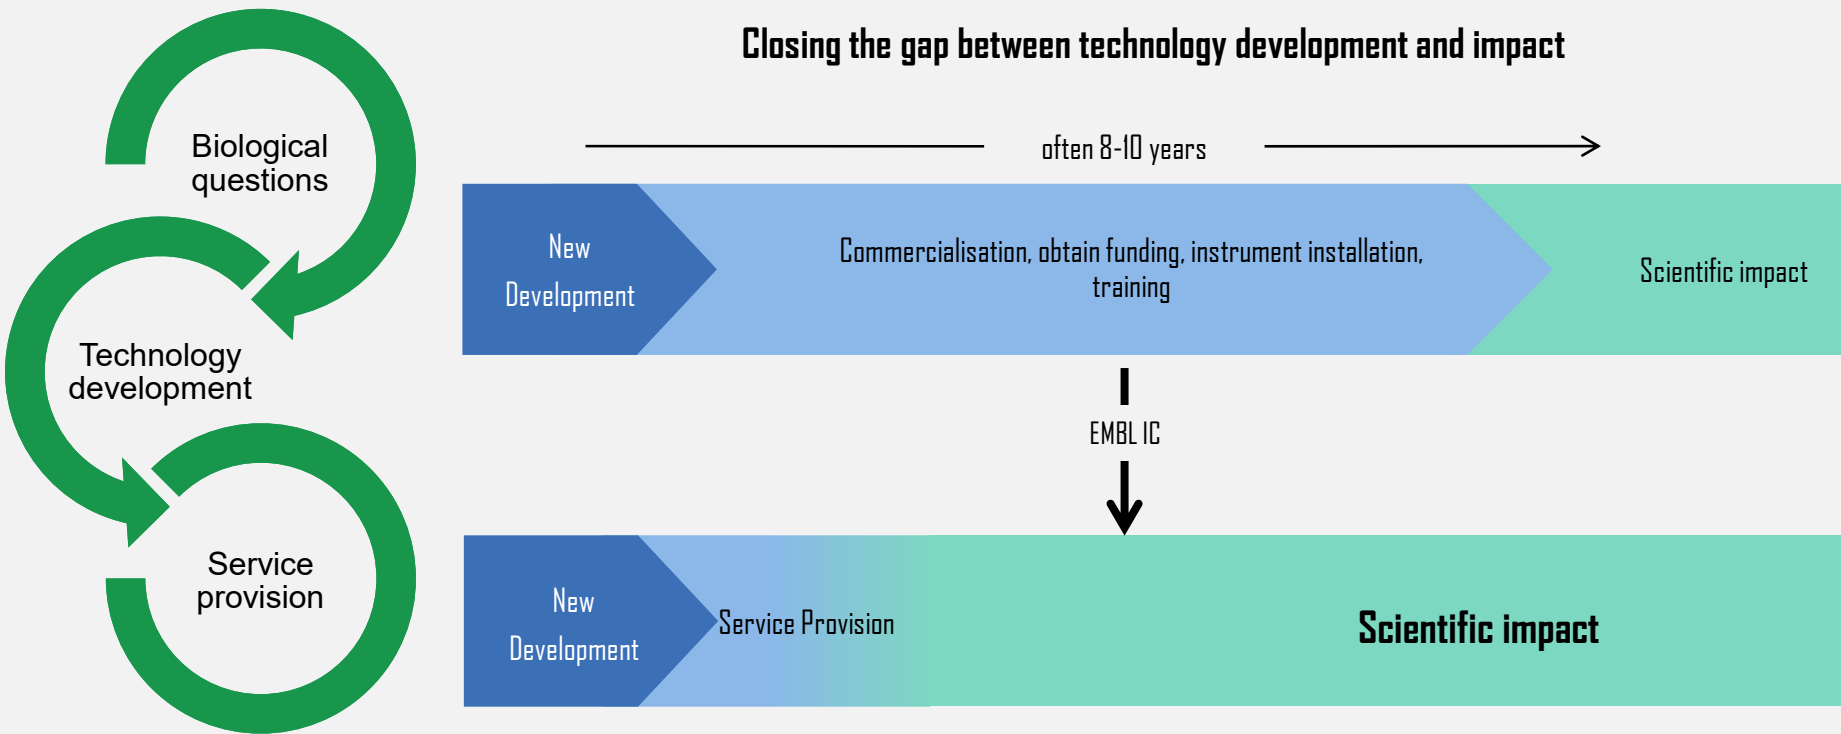 Closing the gap between technology development and impact
Biological
questions
Technology
development
Service
provision
often 8-10 years
New
Development
Commercialisation, obtain funding, instrument installation,
training
Scientific impact
EMBL IC
New
Development
Service Provision
Scientific impact